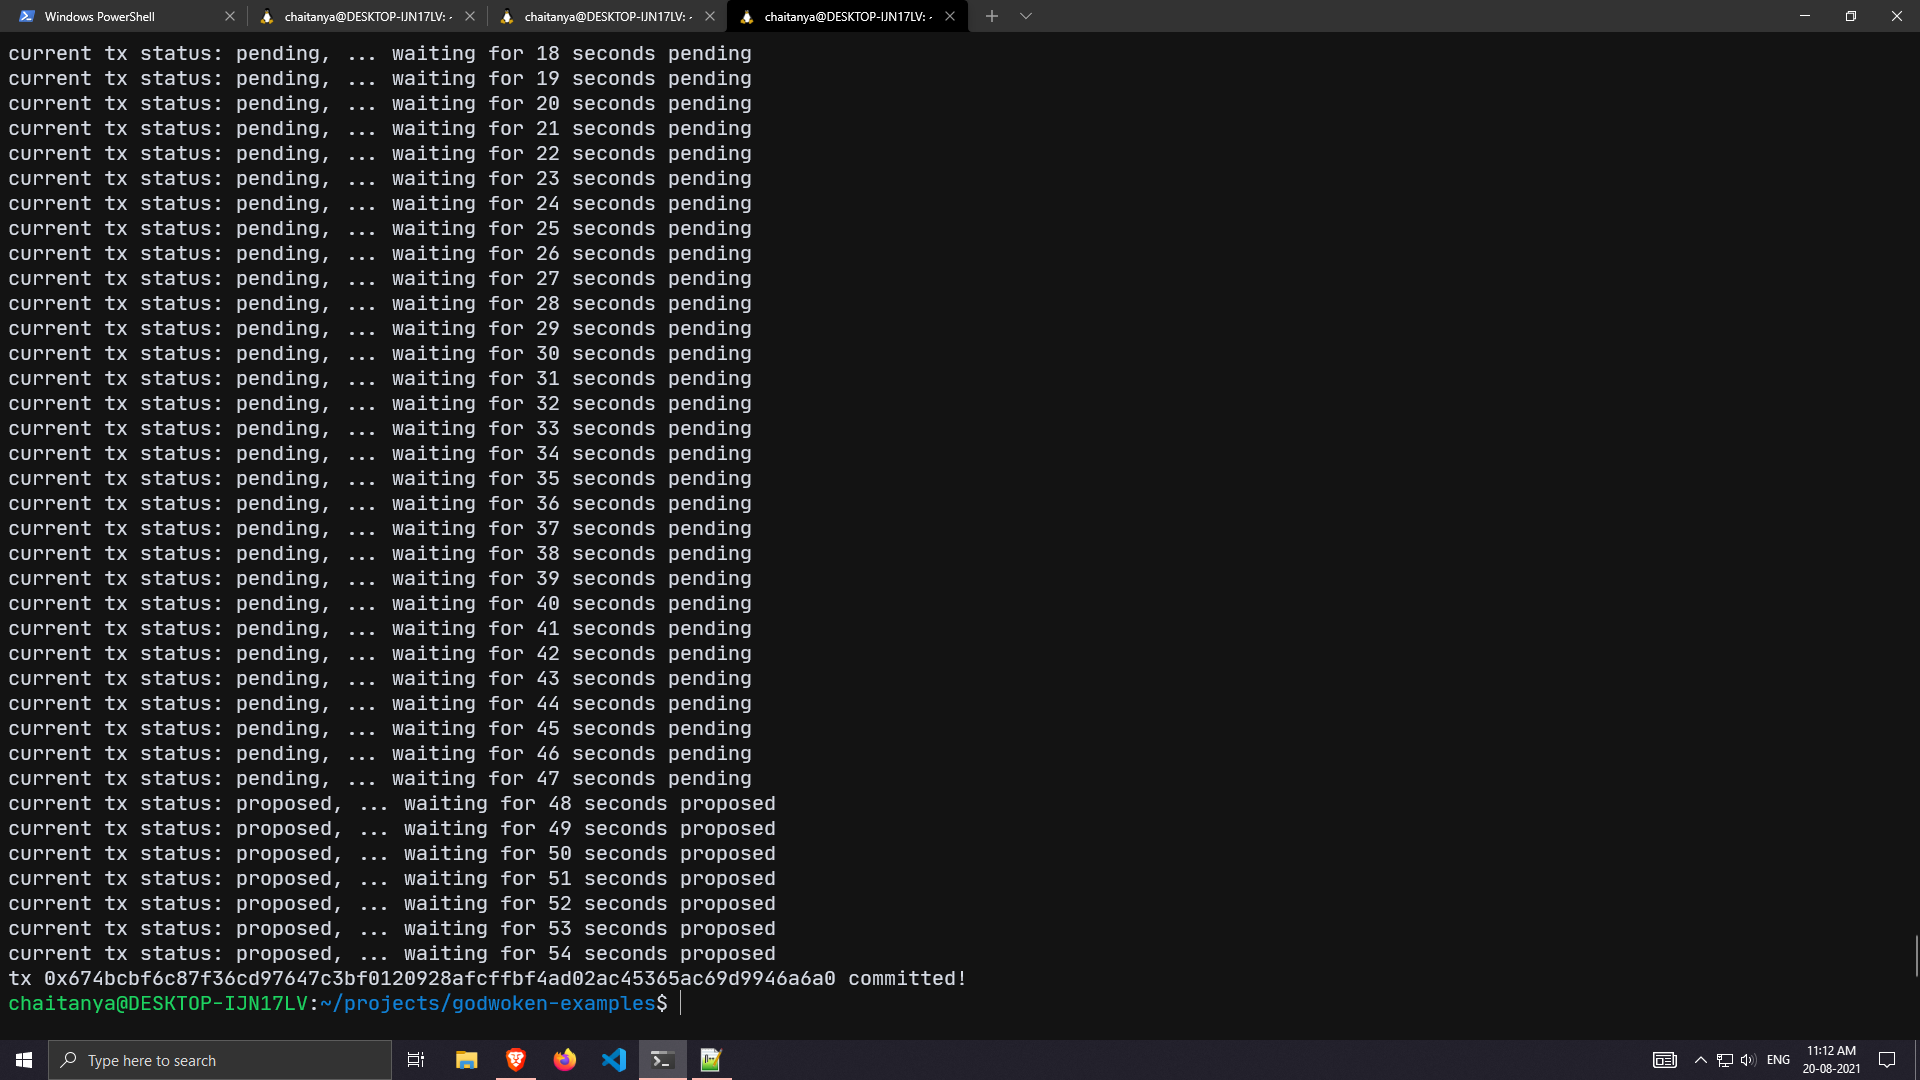 Windows PowerShell
chaitanya@DESKTOP-IJN17LV: -
chaitanya@DESKTOP-IJN17LV: -
chaitanya@DESKTOP-IJN17LV: -
current tx status: pending, ... waiting for 18 seconds pending
current tx status: pending, ... waiting for 19 seconds pending
current tx status: pending, ... waiting for 20 seconds pending
current tx status: pending, ... waiting for 21 seconds pending
current tx status: pending, ... waiting for 22 seconds pending
current tx status: pending, ... waiting for 23 seconds pending
current tx status: pending, ... waiting for 24 seconds pending
current tx status: pending, ... waiting for 25 seconds pending
current tx status: pending, ... waiting for 26 seconds pending
current tx status: pending, ... waiting for 27 seconds pending
current tx status: pending, ... waiting for 28 seconds pending
current tx status: pending, ... waiting for 29 seconds pending
current tx status: pending, ... waiting for 30 seconds pending
current tx status: pending, ... waiting for 31 seconds pending
current tx status: pending, ... waiting for 32 seconds pending
current tx status: pending, ... waiting for 33 seconds pending
current tx status: pending, ... waiting for 34 seconds pending
current tx status: pending, ... waiting for 35 seconds pending
current tx status: pending, ... waiting for 36 seconds pending
current tx status: pending, ... waiting for 37 seconds pending
current tx status: pending, ... waiting for 38 seconds pending
current tx status: pending, ... waiting for 39 seconds pending
current tx status: pending, ... waiting for 40 seconds pending
current tx status: pending, ... waiting for 41 seconds pending
current tx status: pending, ... waiting for 42 seconds pending
current tx status: pending, ... waiting for 43 seconds pending
current tx status: pending, ... waiting for 44 seconds pending
current tx status: pending, ... waiting for 45 seconds pending
current tx status: pending, ... waiting for 46 seconds pending
current tx status: pending, ... waiting for 47 seconds pending
current tx status: proposed, ... waiting for 48 seconds proposed
current tx status: proposed, ... waiting for 49 seconds proposed
current tx status: proposed, ... waiting for 50 seconds proposed
current tx status: proposed, ... waiting for 51 seconds proposed
current tx status: proposed, ... waiting for 52 seconds proposed
current tx status: proposed, ... waiting for 53 seconds proposed
current tx status: proposed, ... waiting for 54 seconds proposed
tx 0x674bcbf6c87f36cd97647c3bf0120928afcffbf4ad02ac45365ac69d9946a6a0 committed!
chaitanya@DESKTOP-IJN17LV:~/projects/godwoken-examples$
Type here to search
ENG
11:12 AM
20-08-2021